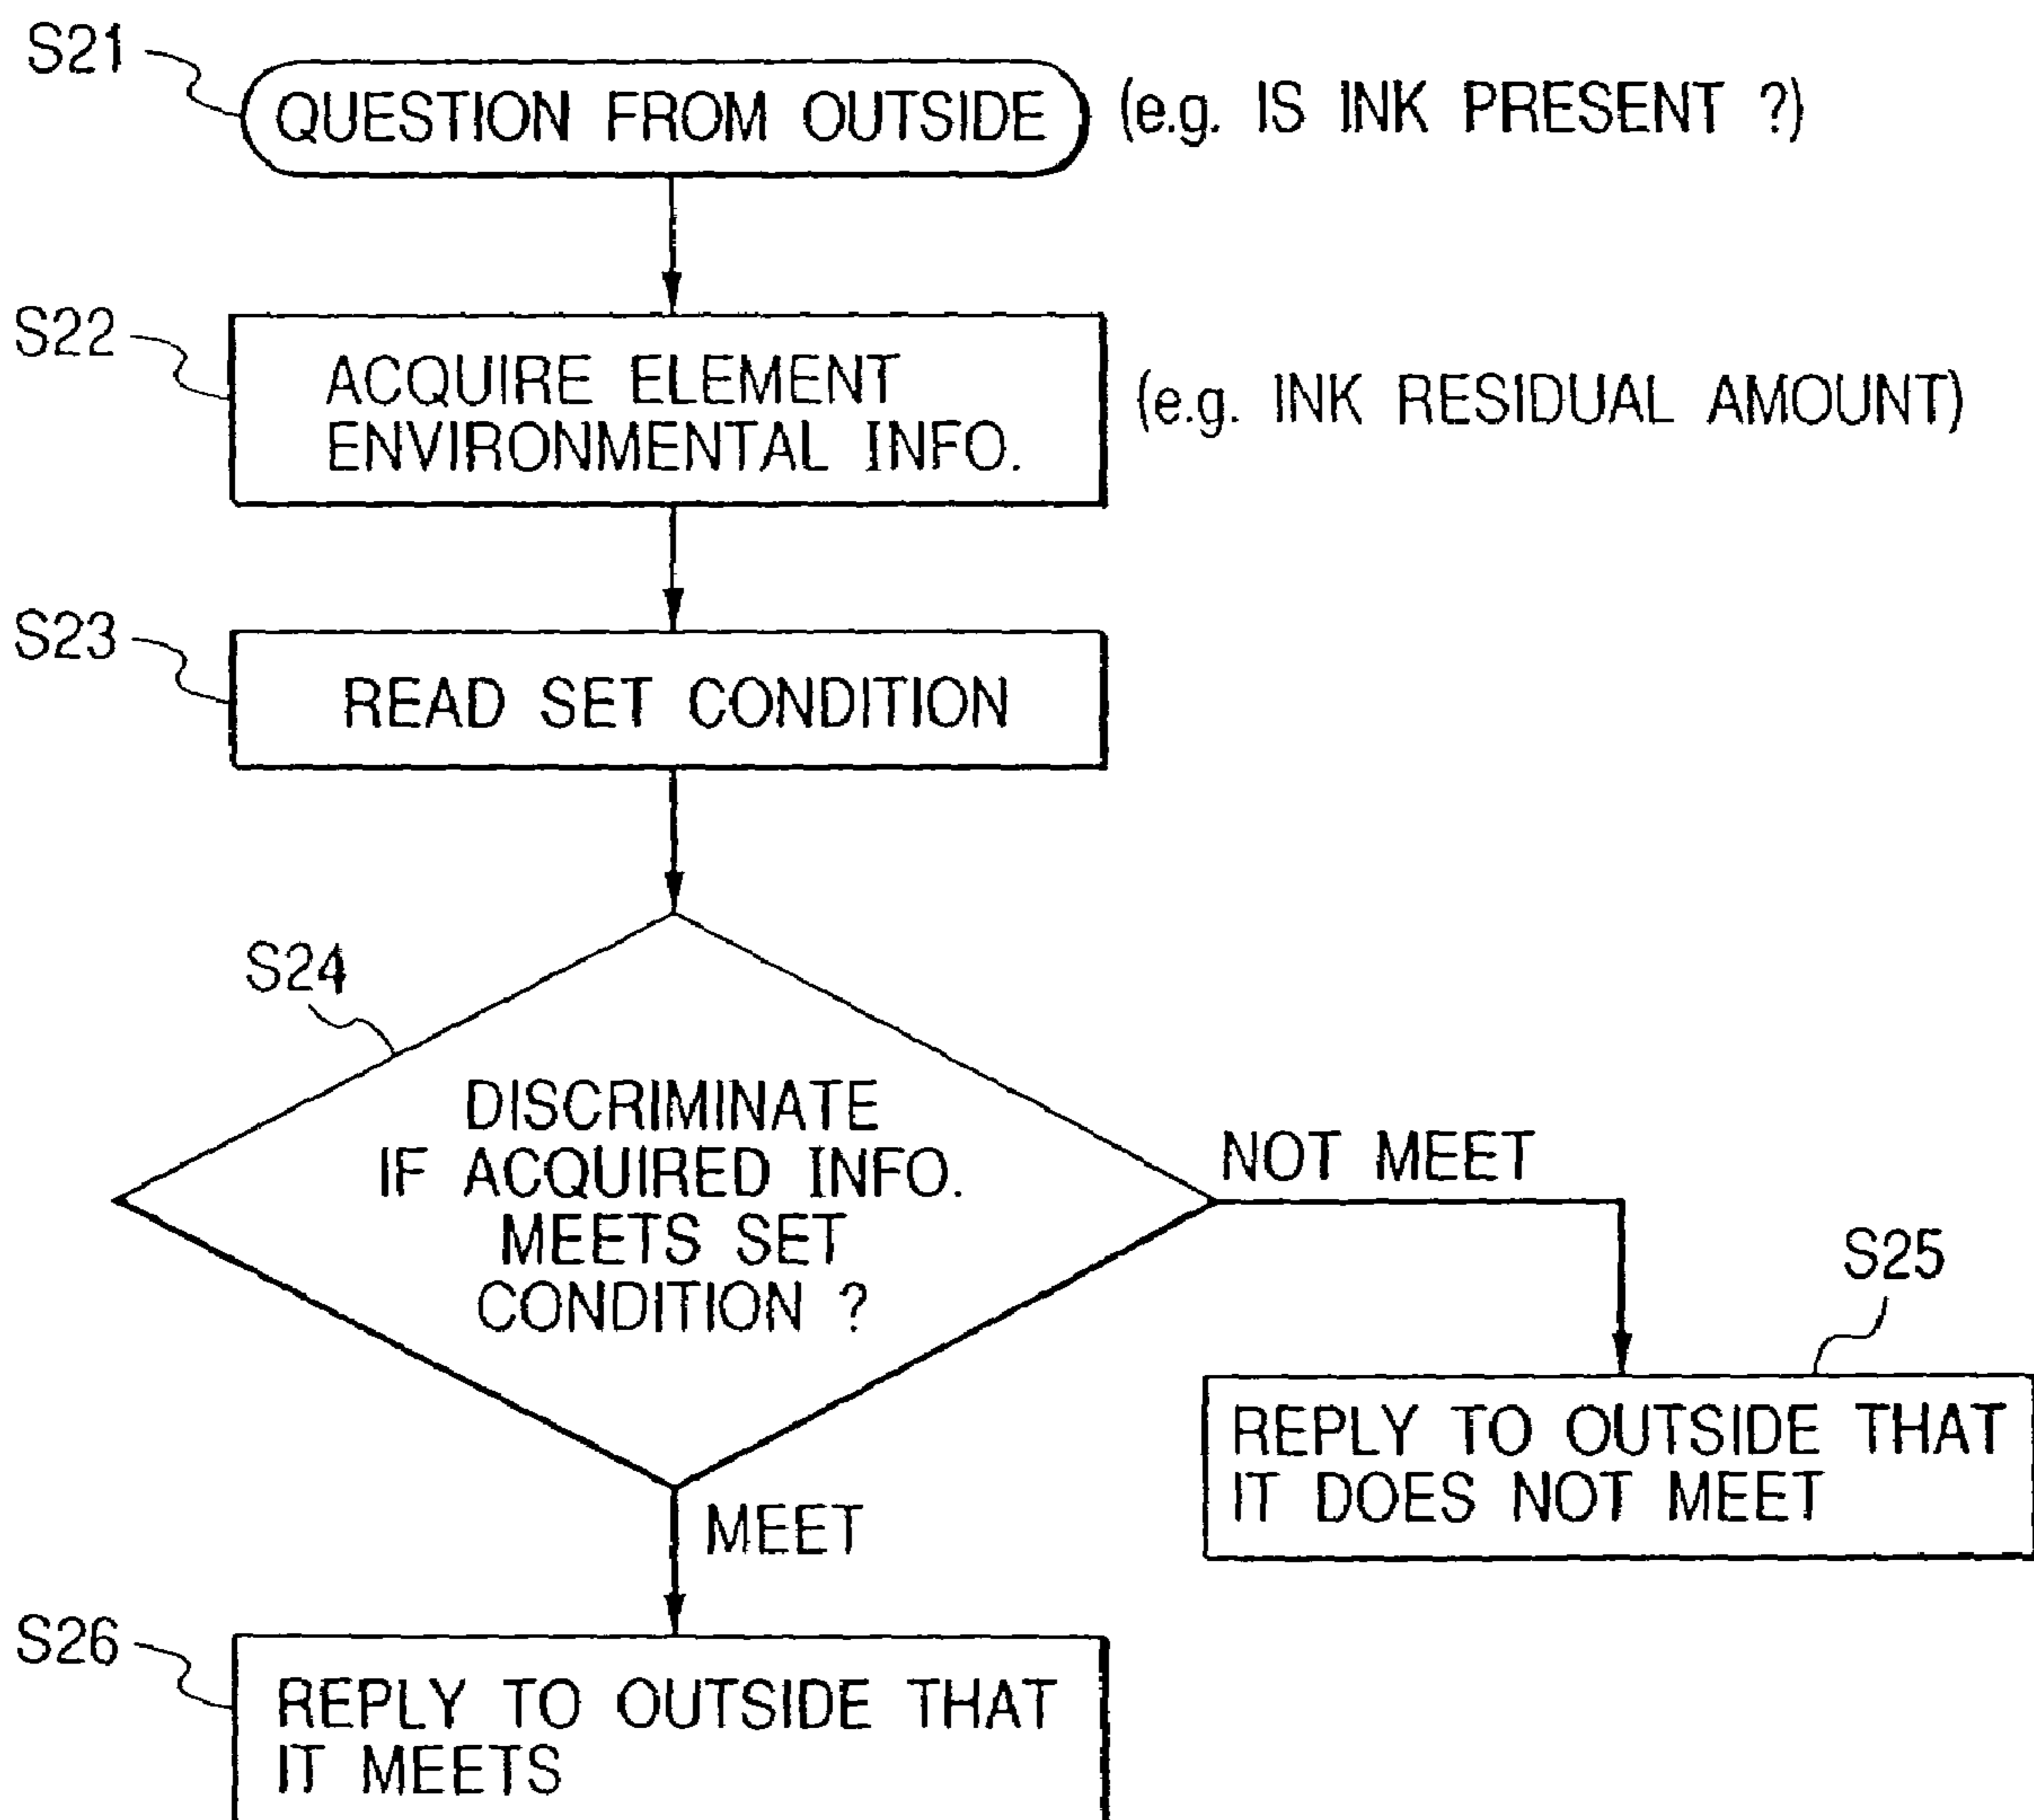 S21
QUESTION FROM OUTSIDE (e.g. IS INK PRESENT ?)
S22
ACQUIRE ELEMENT
ENVIRONMENTAL INFO.
(e.g. INK RESIDUAL AMOUNT)
S23
READ SET CONDITION
S24
DISCRIMINATE
IF ACQUIRED INFO.
MEETS SET
CONDITION ?
NOT MEET
S25
REPLY TO OUTSIDE THAT
IT DOES NOT MEET
MEET
S26
REPLY TO OUTSIDE THAT
IT MEETS